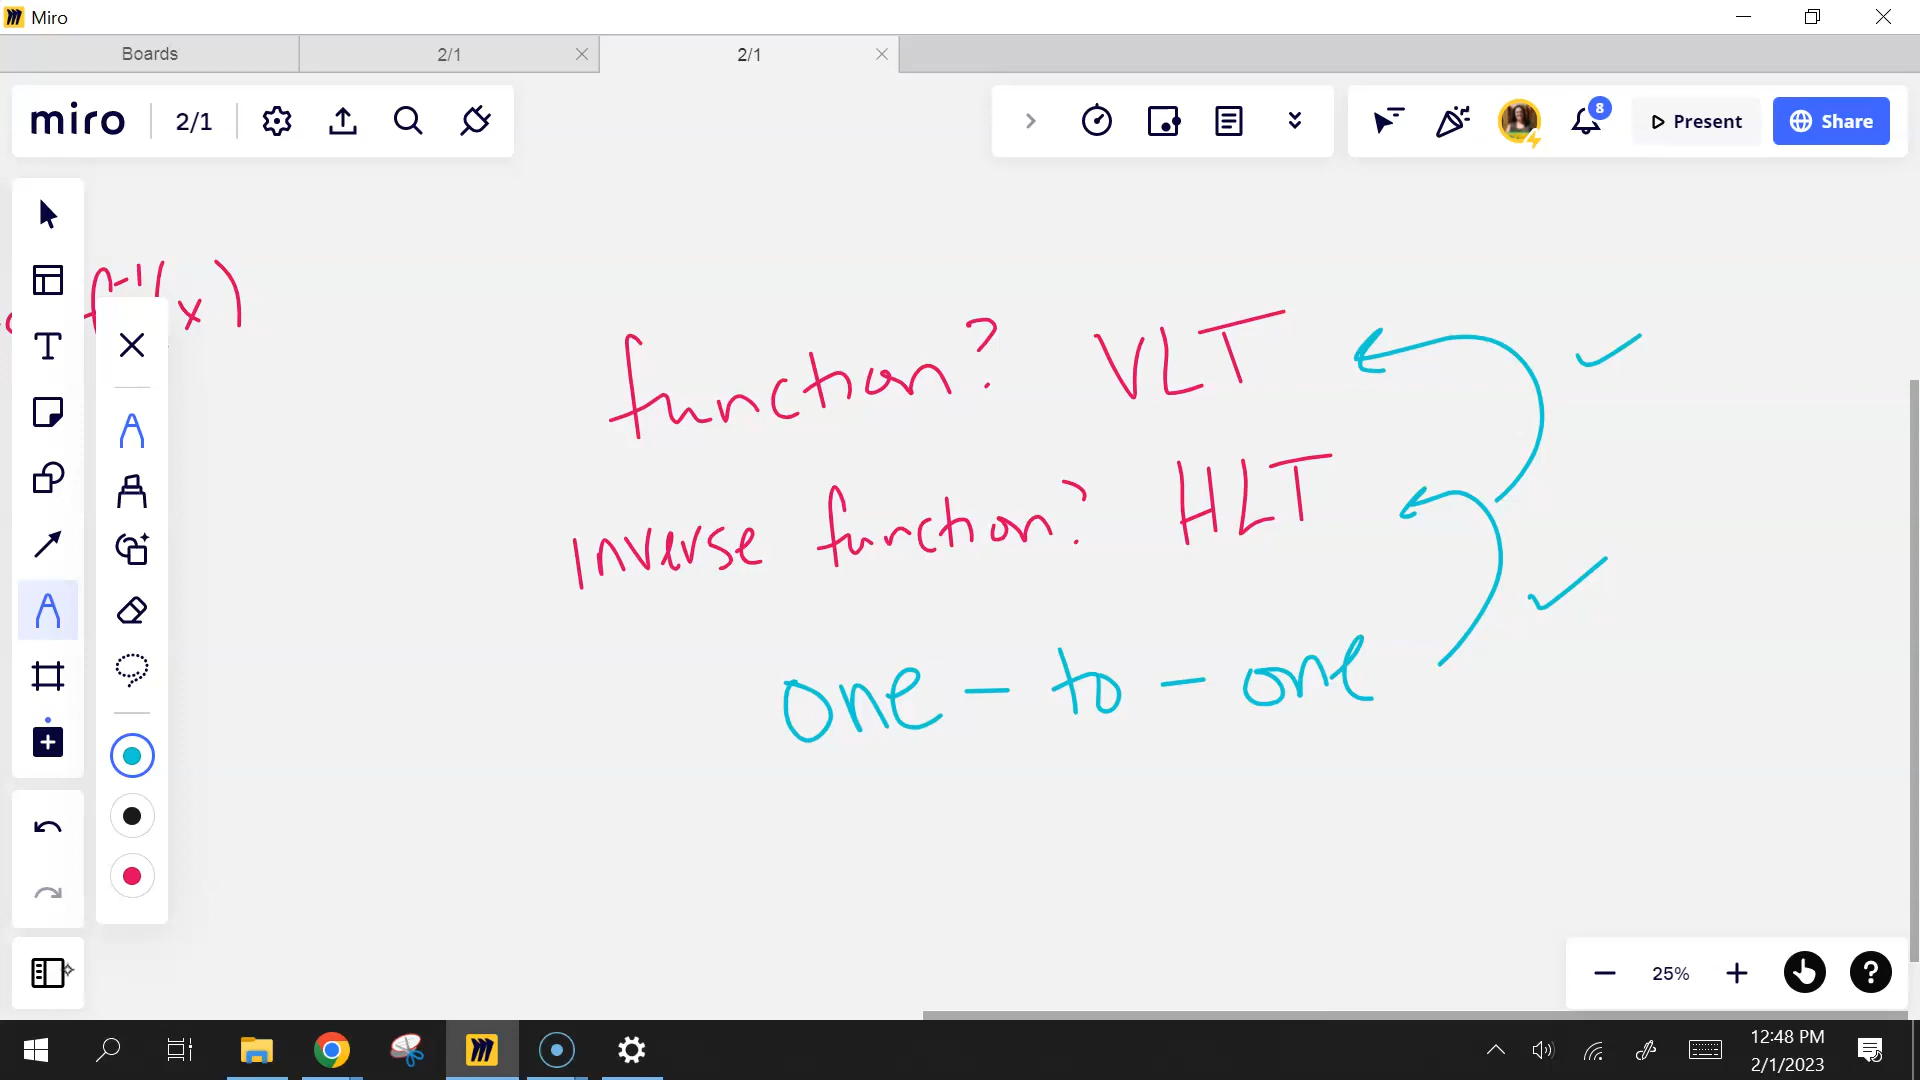 Miro
Boards 2/1 2/1
miro 2/1 8 Present Share
f⁻¹(x)
function? VLT
inverse function? HLT
one-to-one
25%
12:48 PM
2/1/2023